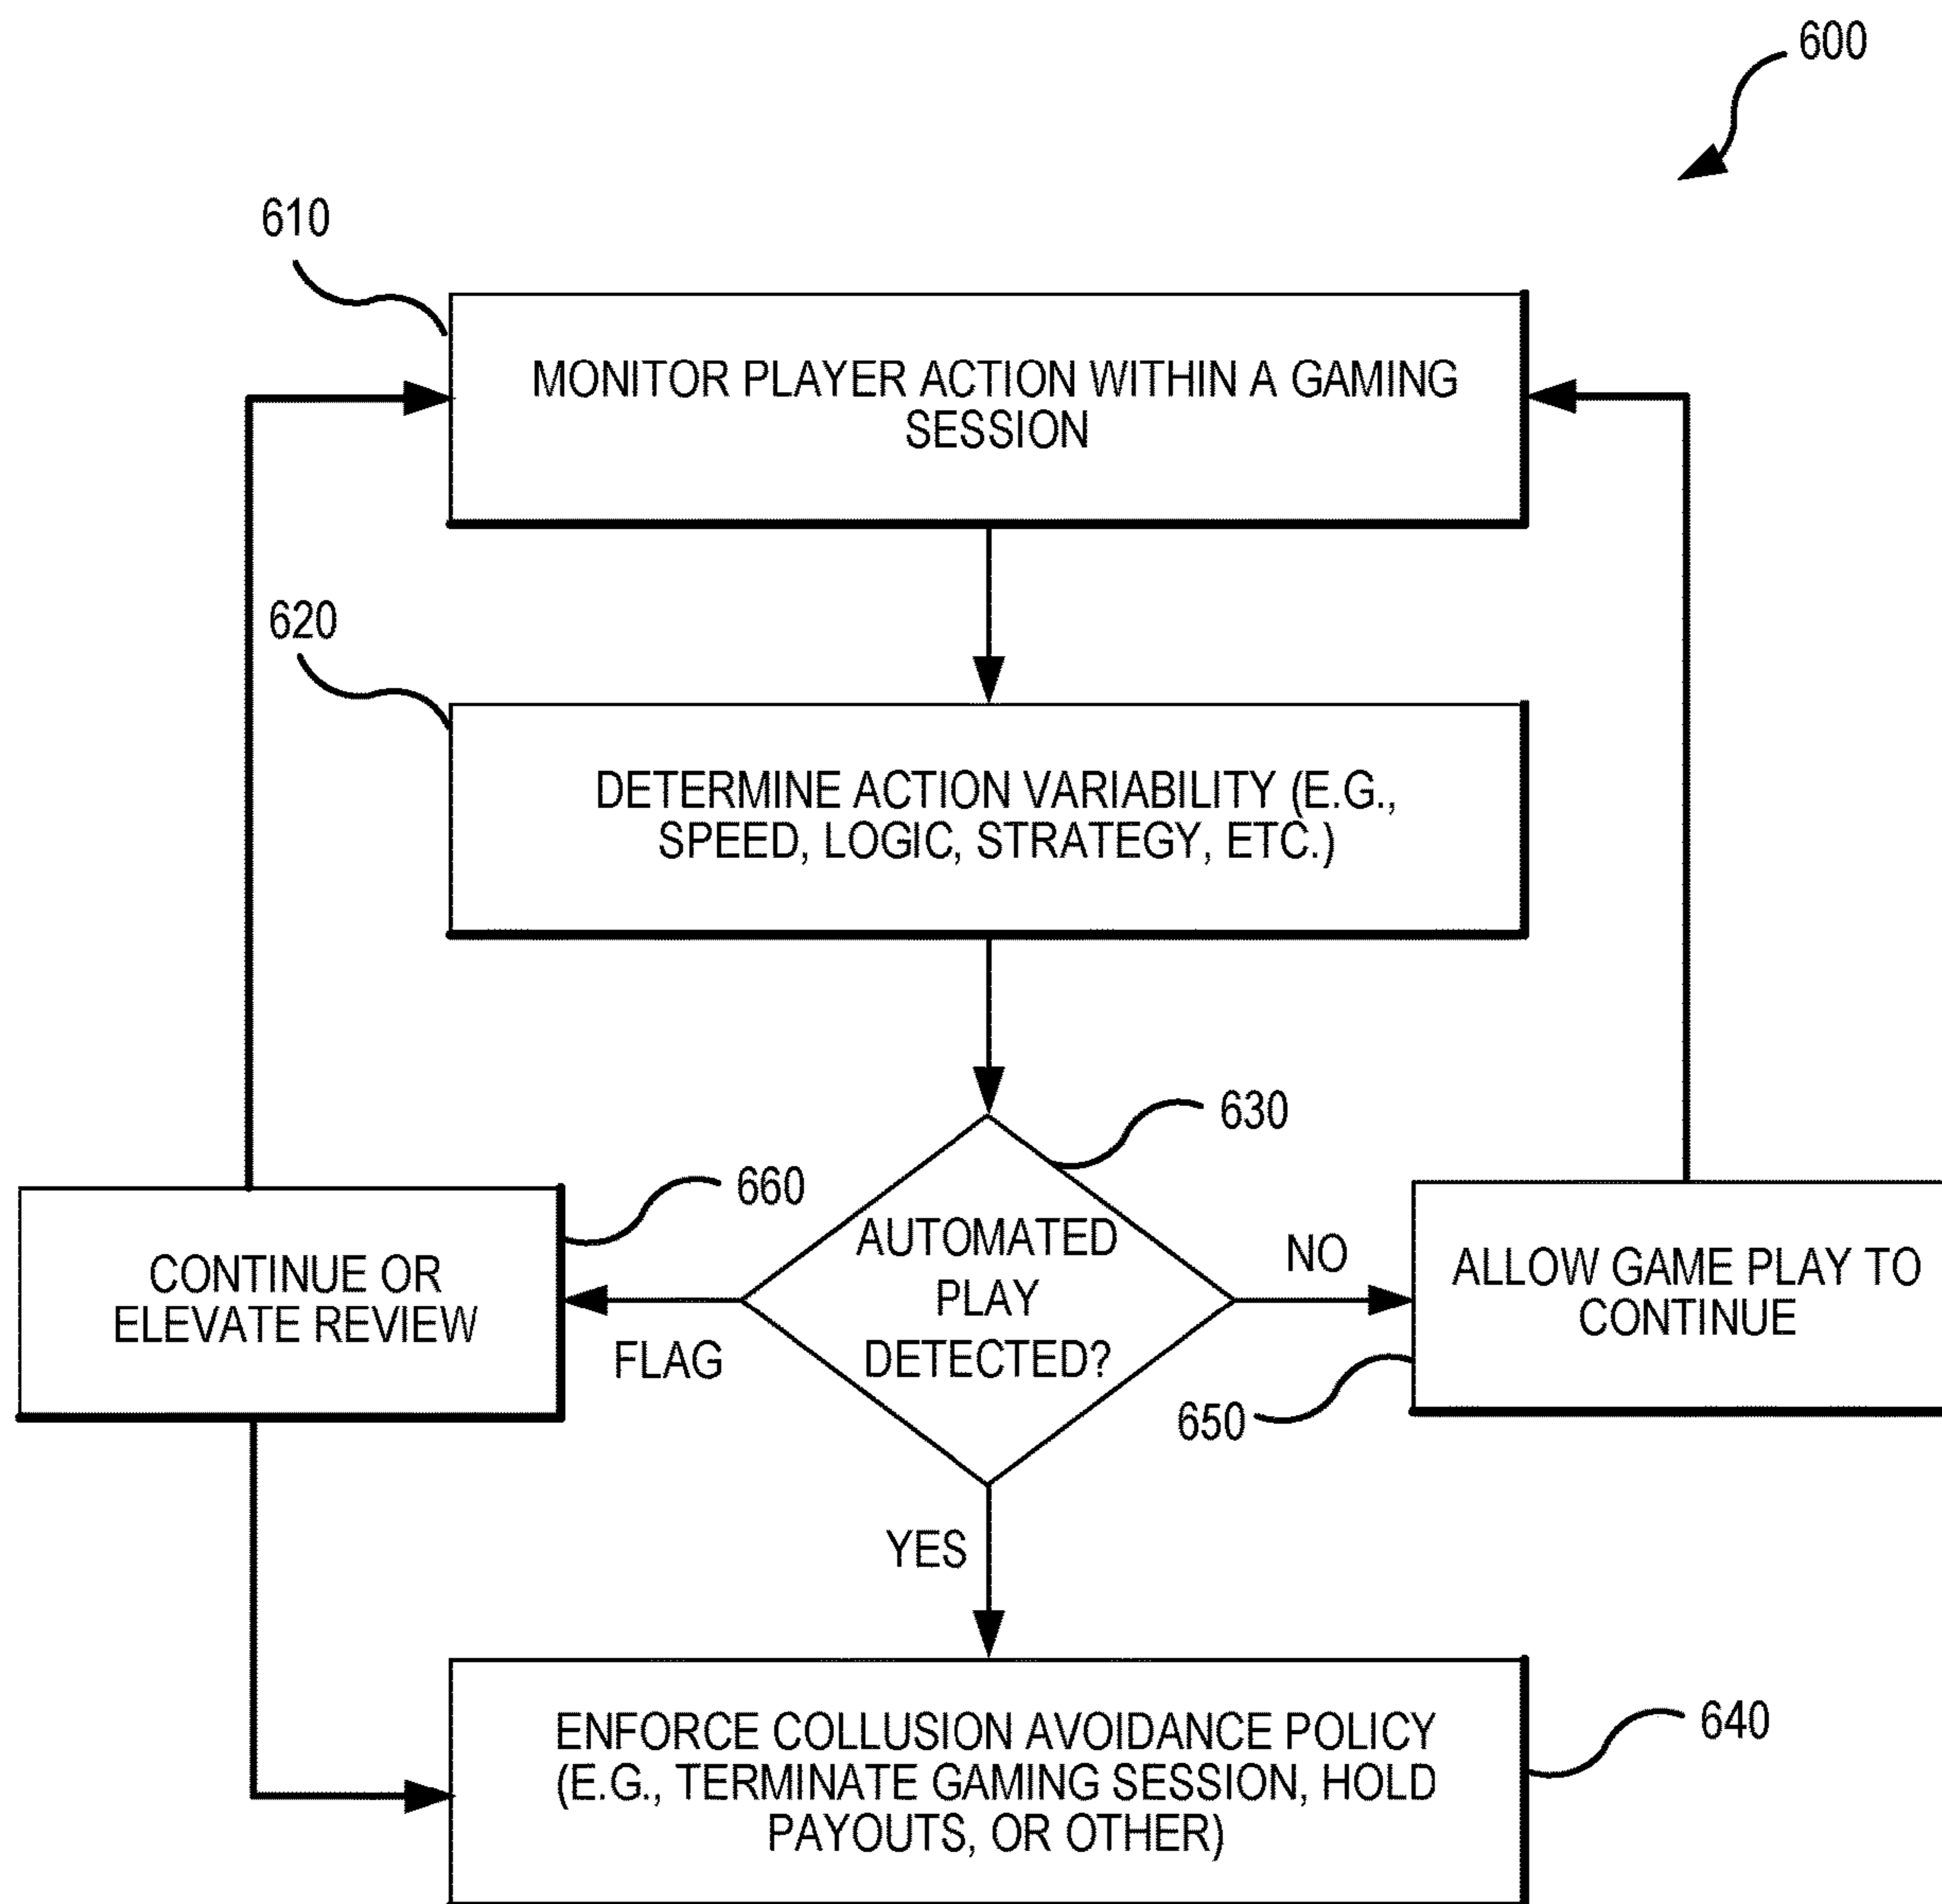 600
610
MONITOR PLAYER ACTION WITHIN A GAMING
SESSION
620
DETERMINE ACTION VARIABILITY (E.G.,
SPEED, LOGIC, STRATEGY, ETC.)
630
660
CONTINUE OR
ELEVATE REVIEW
FLAG
AUTOMATED
PLAY
DETECTED?
NO
ALLOW GAME PLAY TO
CONTINUE
650
YES
ENFORCE COLLUSION AVOIDANCE POLICY
(E.G., TERMINATE GAMING SESSION, HOLD
PAYOUTS, OR OTHER)
640